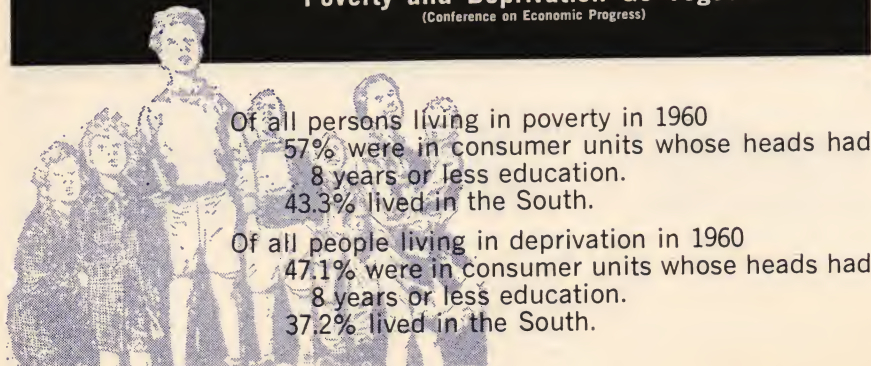 Poverty and Deprivation
(Conference on Economic Progress)
Of all persons living in poverty in 1960
57% were in consumer units whose heads had
8 years or less education.
43.3% lived in the South.
Of all people living in deprivation in 1960
47.1% were in consumer units whose heads had
8 years or less education.
37.2% lived in the South.